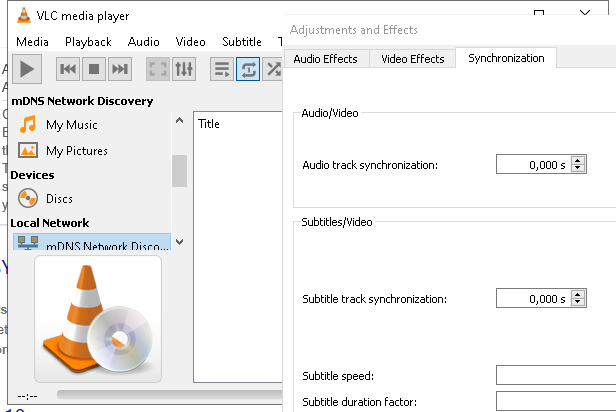 VLC media player
Media Playback Audio Video Subtitle
mDNS Network Discovery
My Music
My Pictures
Devices
Discs
Local Network
mDNS Network Disco...
--:--
Title
Adjustments and Effects
Audio Effects Video Effects Synchronization
Audio/Video
Audio track synchronization: 0,000 s
Subtitles/Video
Subtitle track synchronization: 0,000 s
Subtitle speed:
Subtitle duration factor: